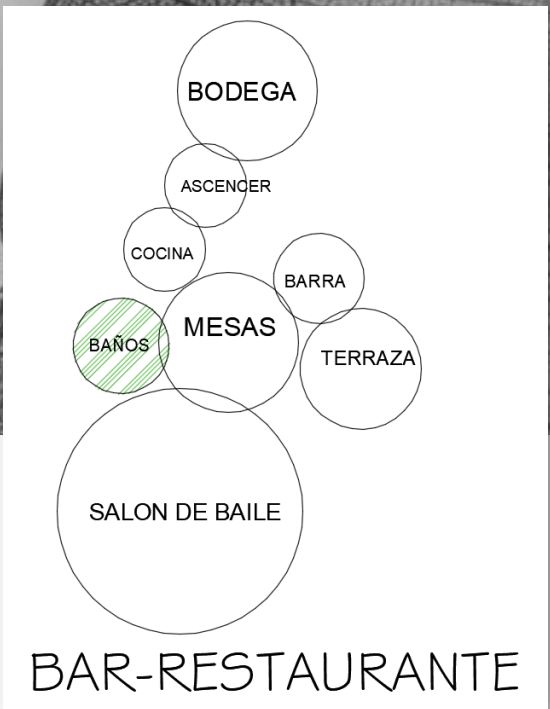 BODEGA
ASCENCER
COCINA
BARRA
MESAS
BAÑOS
TERRAZA
SALON DE BAILE
BAR-RESTAURANTE